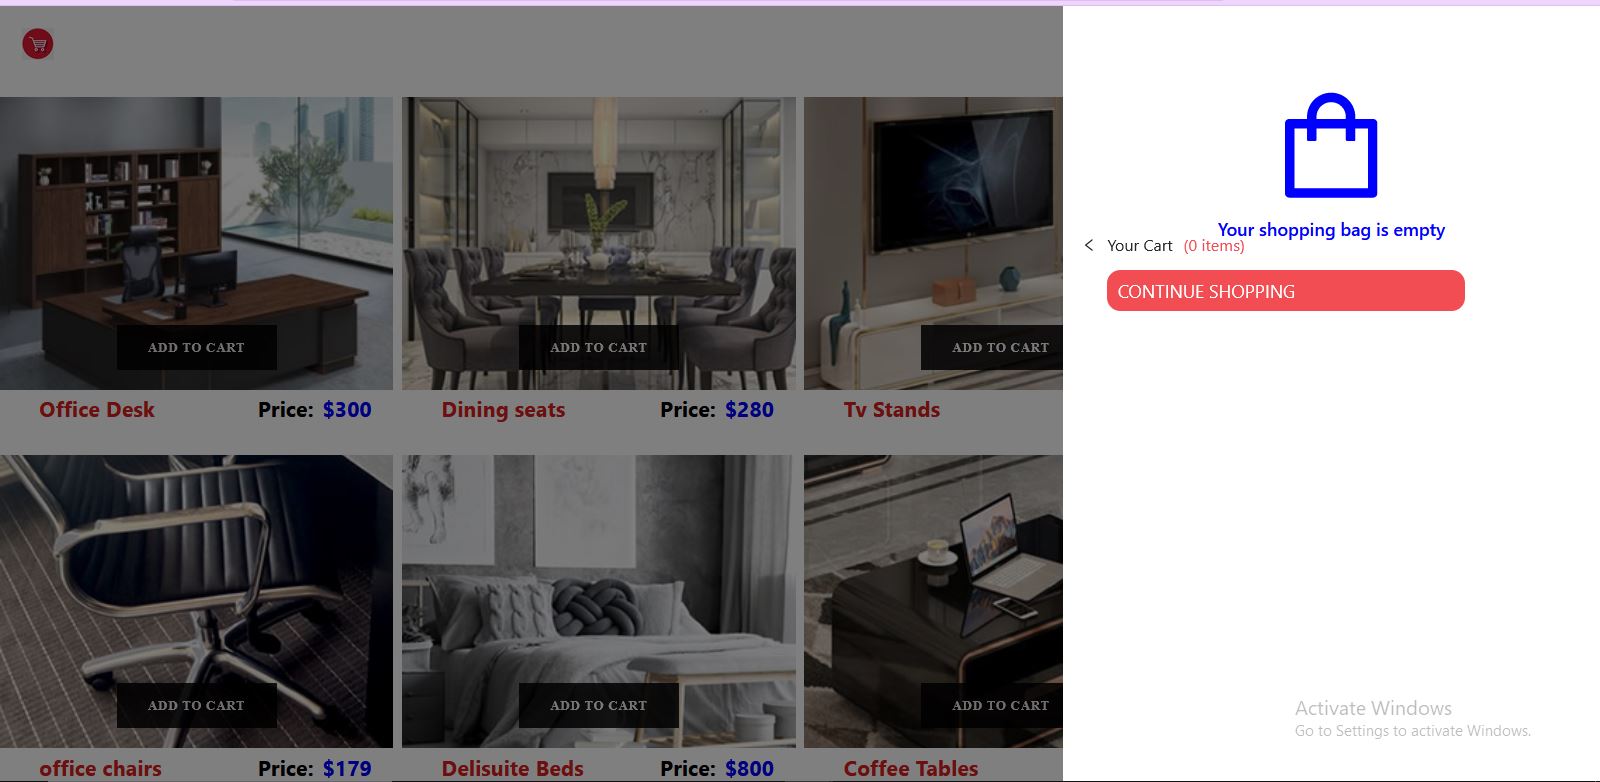 Your shopping bag is empty
Your Cart (0 items)
CONTINUE SHOPPING
ADD TO CART ADD TO CART ADD TO CART
Office Desk Price: $300 Dining seats Price: $280 Tv Stands
ADD TO CART ADD TO CART ADD TO CART
office chairs Price: $179 Delisuite Beds Price: $800 Coffee Tables
Activate Windows
Go to Settings to activate Windows.